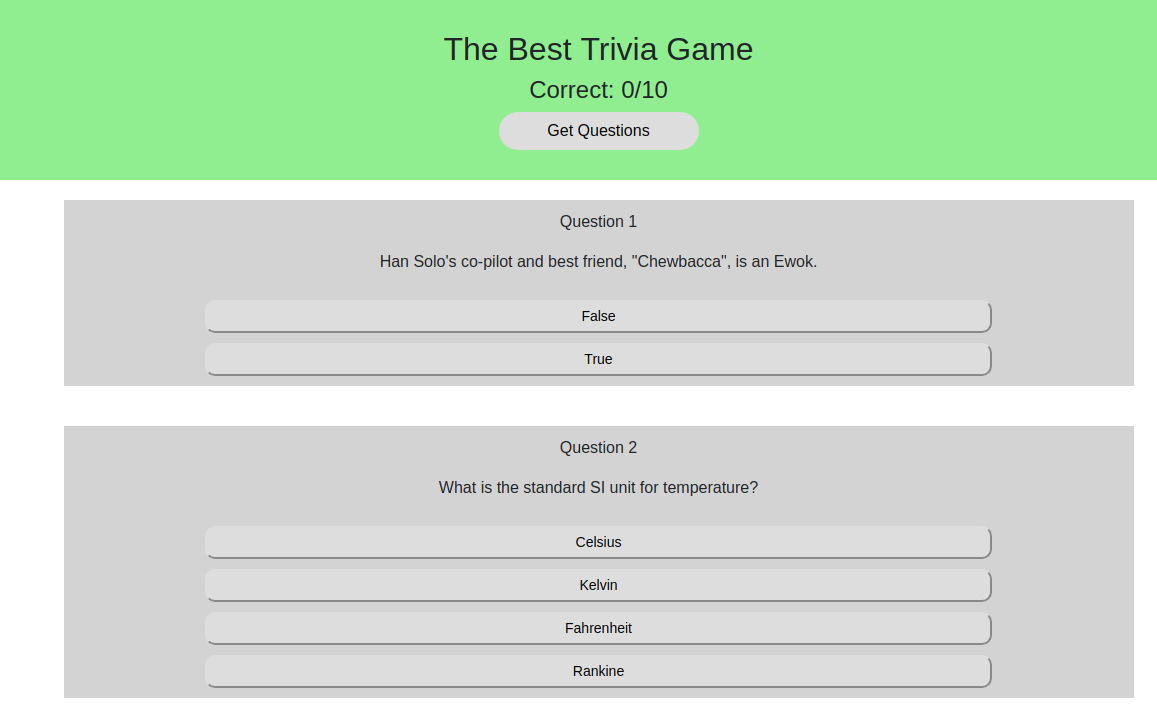 The Best Trivia Game
Correct: 0/10
Get Questions
Question 1
Han Solo's co-pilot and best friend, "Chewbacca", is an Ewok.
False
True
Question 2
What is the standard SI unit for temperature?
Celsius
Kelvin
Fahrenheit
Rankine